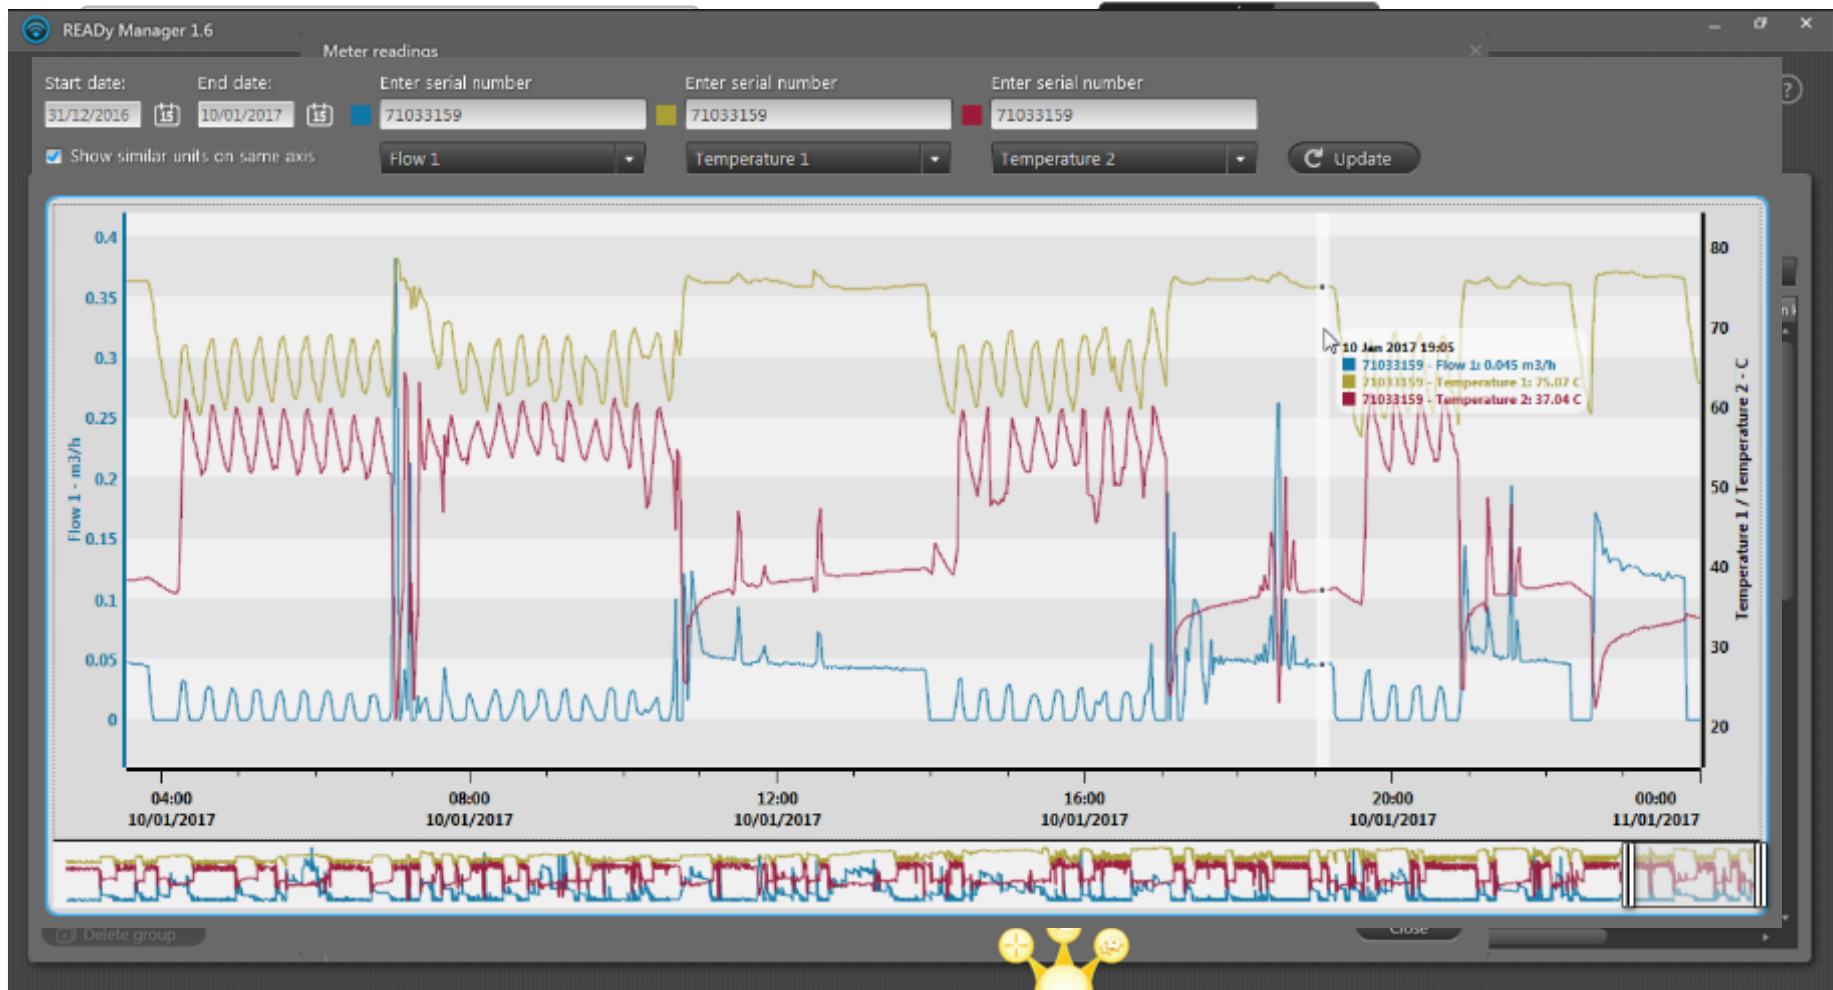 READy Manager 1.6
Meter readings
Start date:
End date:
Enter serial number
Enter serial number
Enter serial number
31/12/2016
15
10/01/2017
15
71033159
71033159
71033159
Show similar units on same axis
Flow 1
Temperature 1
Temperature 2
Update
?
0.4
0.35
0.3
0.25
0.2
0.15
0.1
0.05
0
Flow 1 - m3/h
80
70
60
50
40
30
20
Temperature 1 / Temperature 2 - C
10 Jan 2017 19:05
71033159 - Flow 1: 0.045 m3/h
71033159 - Temperature 1: 75.07 C
71033159 - Temperature 2: 37.04 C
04:00
10/01/2017
08:00
10/01/2017
12:00
10/01/2017
16:00
10/01/2017
20:00
10/01/2017
00:00
11/01/2017
Delete group
Close